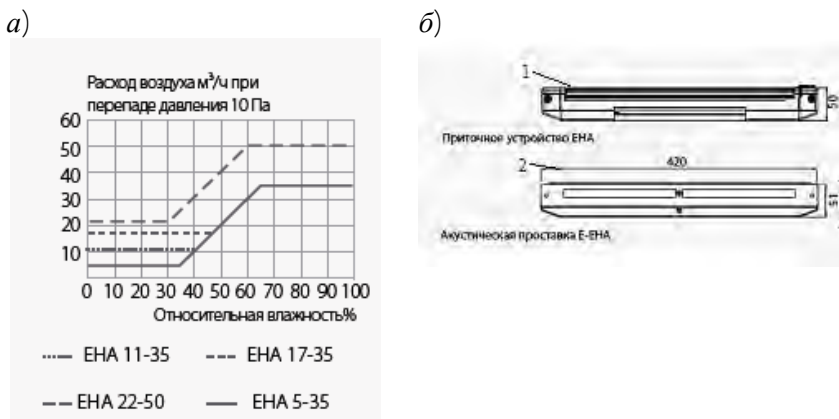 а)
Расход воздуха м³/ч при
перепаде давления 10 Па
60
50
40
30
20
10
0 10 20 30 40 50 60 70 80 90 100
Относительная влажность%
EHA 11-35
EHA 17-35
EHA 22-50
EHA 5-35
б)
1
50
Приточное устройство EHA
2
420
51
Акустическая проставка E-EHA